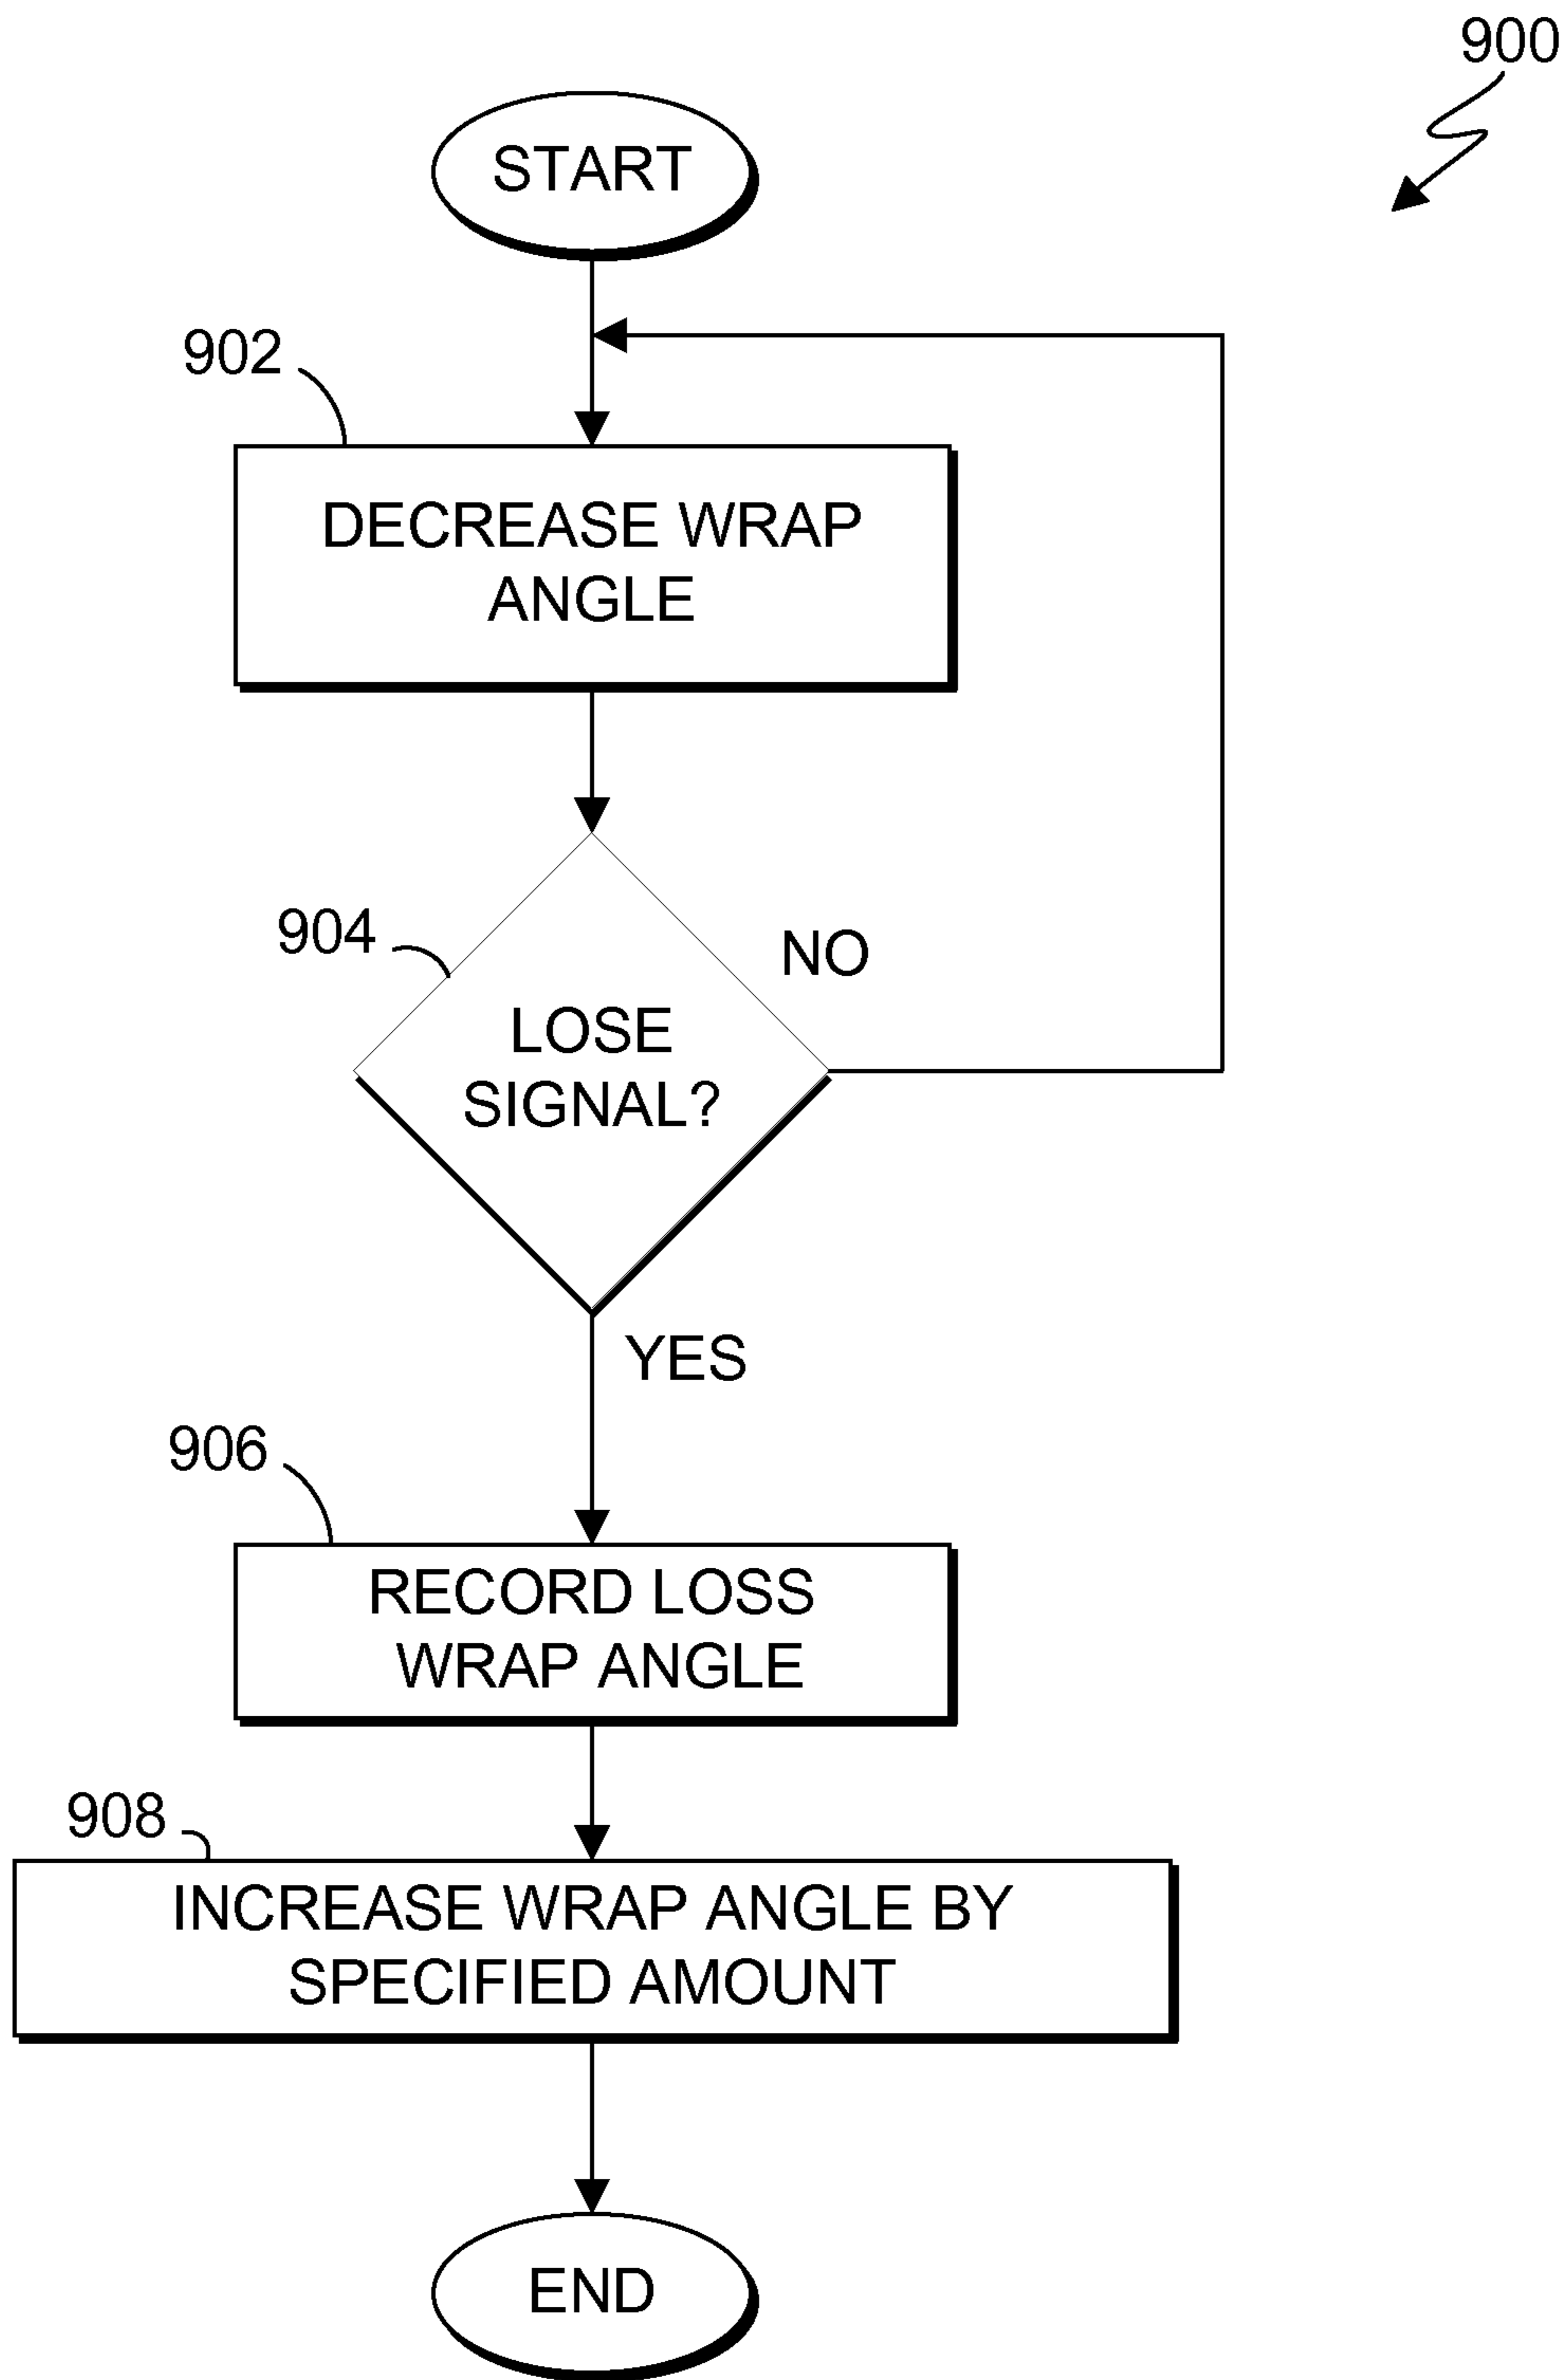 900
START
902
DECREASE WRAP
ANGLE
904
NO
LOSE
SIGNAL?
YES
906
RECORD LOSS
WRAP ANGLE
908
INCREASE WRAP ANGLE BY
SPECIFIED AMOUNT
END